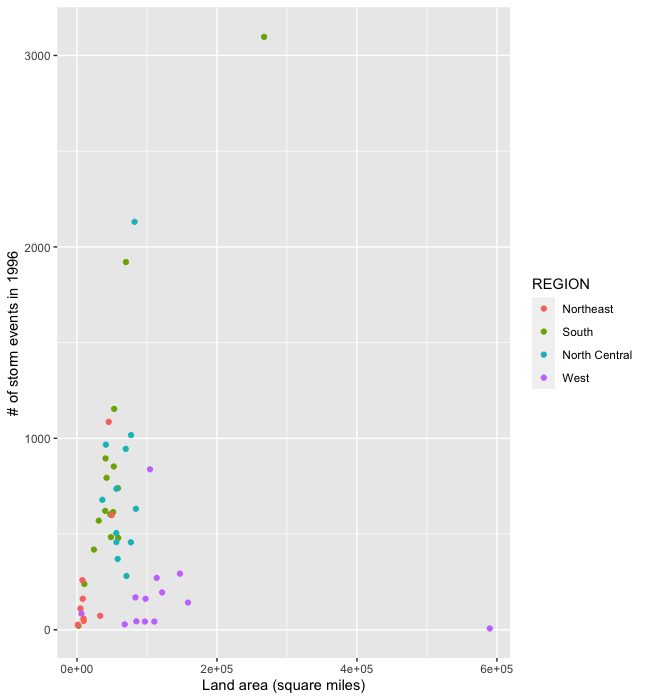 # of storm events in 1996
3000
2000
1000
0
0e+00
2e+05
4e+05
6e+05
Land area (square miles)
REGION
Northeast
South
North Central
West